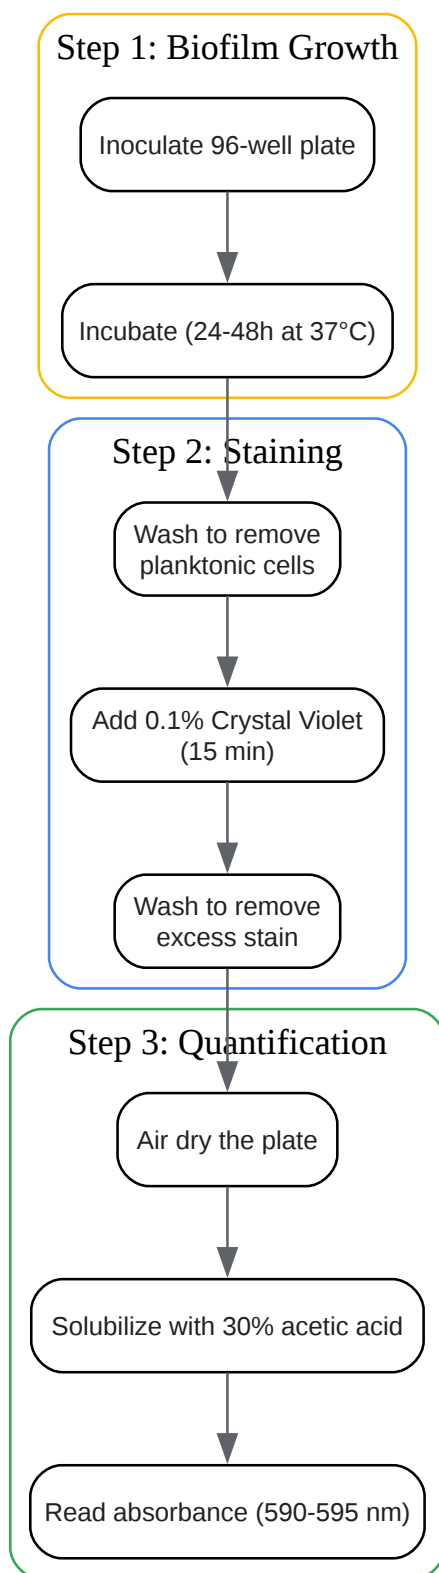 Step 1: Biofilm Growth
Inoculate 96-well plate
Incubate (24-48h at 37°C)
Step 2: Staining
Wash to remove
planktonic cells
Add 0.1% Crystal Violet
(15 min)
Wash to remove
excess stain
Step 3: Quantification
Air dry the plate
Solubilize with 30% acetic acid
Read absorbance (590-595 nm)